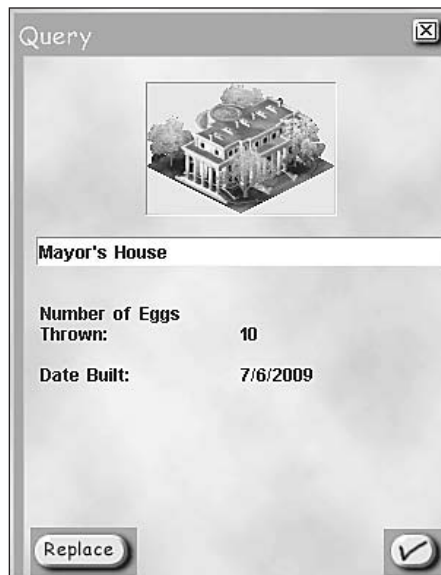 Query
Mayor's House
Number of Eggs
Thrown: 10
Date Built: 7/6/2009
Replace